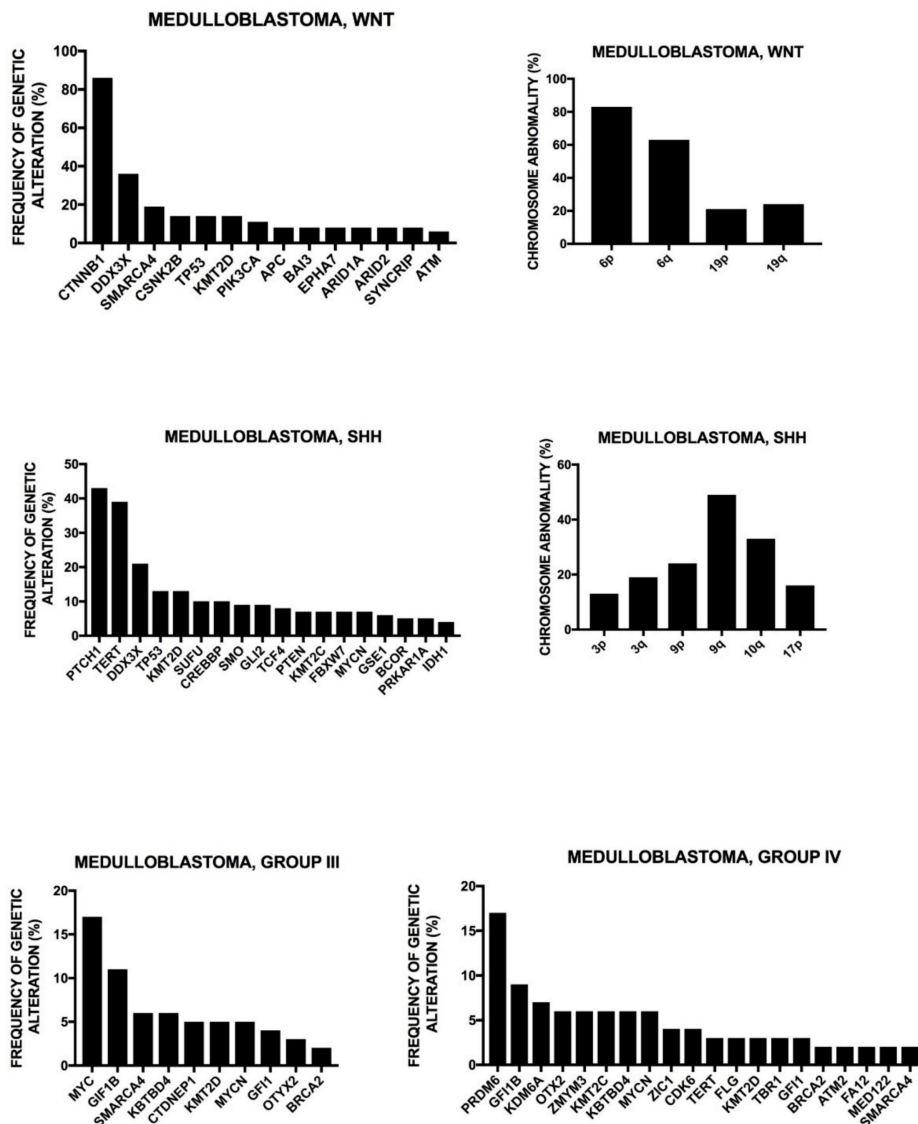 MEDULLOBLASTOMA, WNT
FREQUENCY OF GENETIC
ALTERATION (%)
100
80
60
40
20
0
CTNNB1
DDX3X
SMARCA4
CSNK2B
TP53
KMT2D
PIK3CA
APC
BAI3
EPHA7
ARID1A
ARID2
SYNCRIP
ATM
MEDULLOBLASTOMA, WNT
CHROMOSOME ABNOMALITY (%)
100
80
60
40
20
0
6p
6q
19p
19q
MEDULLOBLASTOMA, SHH
FREQUENCY OF GENETIC
ALTERATION (%)
50
40
30
20
10
0
PTCH1
TERT
DDX3X
TP53
KMT2D
SUFU
CREBBP
SMO
GLI2
TCF4
PTEN
KMT2C
FBXW7
MYCN
GSE1
BCOR
PRKAR1A
IDH1
MEDULLOBLASTOMA, SHH
CHROMOSOME ABNOMALITY (%)
60
40
20
0
3p
3q
9p
9q
10q
17p
MEDULLOBLASTOMA, GROUP III
FREQUENCY OF GENETIC
ALTERATION (%)
20
15
10
5
0
MYC
GIF1B
SMARCA4
KBTBD4
CTDNEP1
KMT2D
MYCN
GFI1
OTYX2
BRCA2
MEDULLOBLASTOMA, GROUP IV
FREQUENCY OF GENETIC
ALTERATION (%)
20
15
10
5
0
PRDM6
GFI1B
KDM6A
OTX2
ZMYM3
KMT2C
KBTBD4
MYCN
ZIC1
CDK6
TERT
FLG
KMT2D
TBR1
GFI1
BRCA2
ATM2
FA12
MED122
SMARCA4